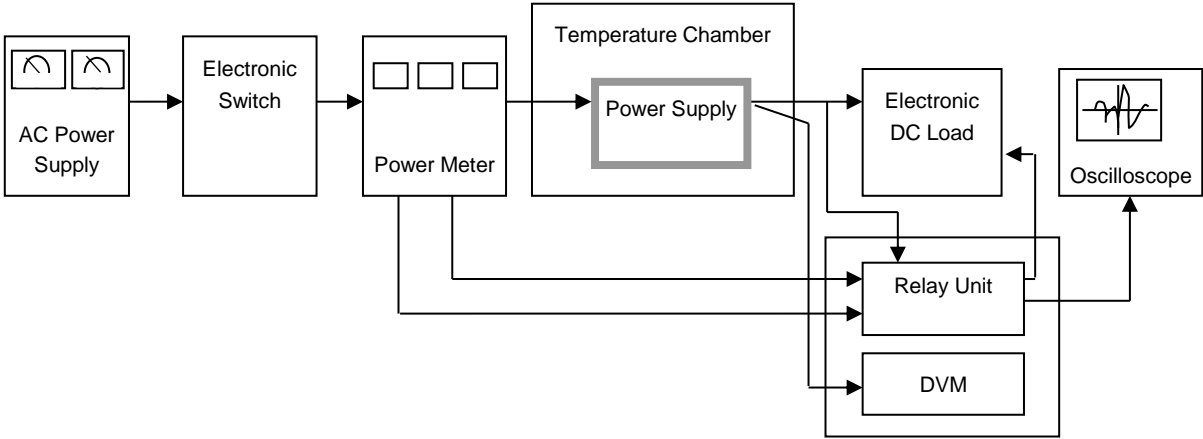 AC Power
Supply
Electronic
Switch
Power Meter
Temperature Chamber
Power Supply
Electronic
DC Load
Oscilloscope
Relay Unit
DVM